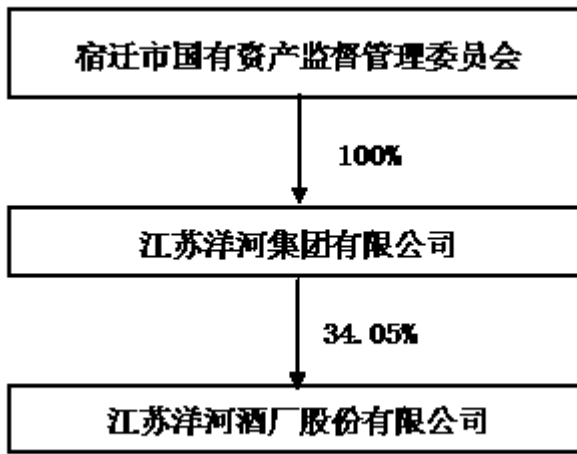 宿迁市国有资产监督管理委员会
100%
江苏洋河集团有限公司
34.05%
江苏洋河酒厂股份有限公司